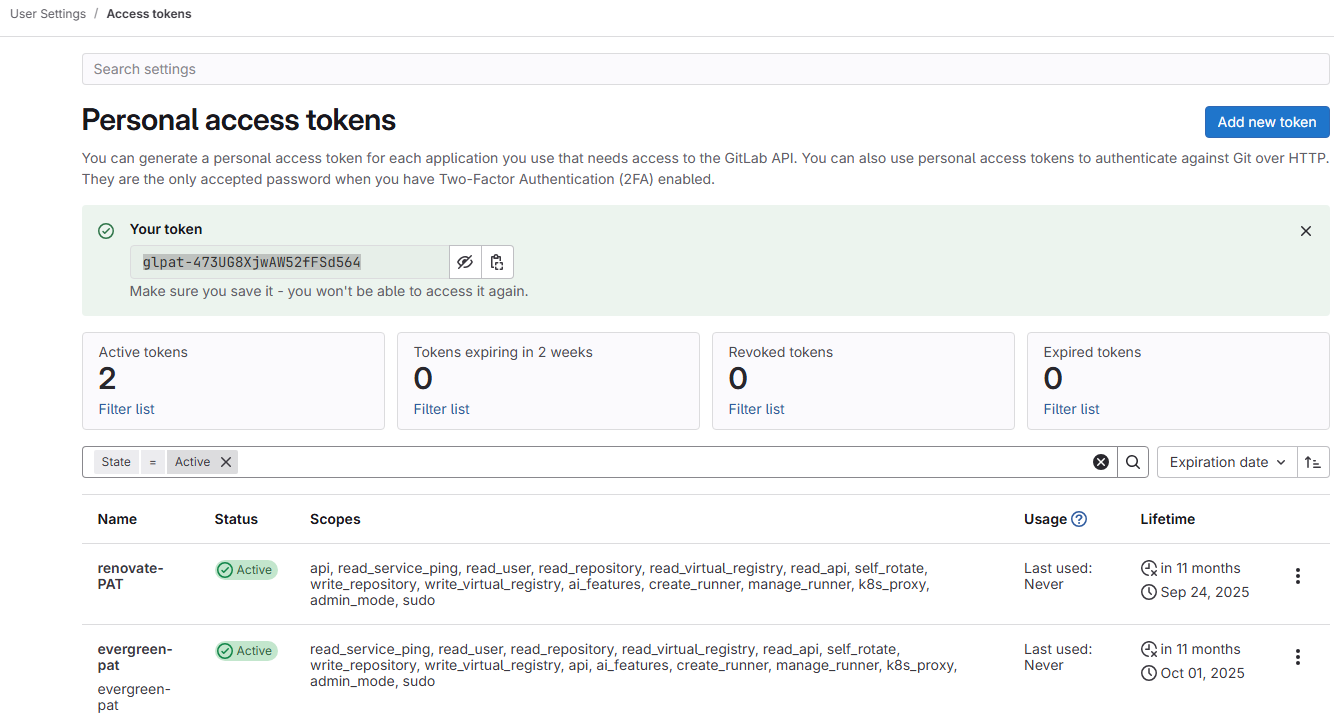 User Settings / Access tokens
Search settings
Personal access tokens
Add new token
You can generate a personal access token for each application you use that needs access to the GitLab API. You can also use personal access tokens to authenticate against Git over HTTP.
They are the only accepted password when you have Two-Factor Authentication (2FA) enabled.
Your token
glpat-473UG8XjwAW52fFSd564
Make sure you save it - you won't be able to access it again.
Active tokens
2
Filter list
Tokens expiring in 2 weeks
0
Filter list
Revoked tokens
0
Filter list
Expired tokens
0
Filter list
State = Active
Expiration date
Name Status Scopes Usage Lifetime
renovate-
PAT
Active
api, read_service_ping, read_user, read_repository, read_virtual_registry, read_api, self_rotate,
write_repository, write_virtual_registry, ai_features, create_runner, manage_runner, k8s_proxy,
admin_mode, sudo
Last used:
Never
in 11 months
Sep 24, 2025
evergreen-
pat
evergreen-
pat
Active
read_service_ping, read_user, read_repository, read_virtual_registry, read_api, self_rotate,
write_repository, write_virtual_registry, api, ai_features, create_runner, manage_runner, k8s_proxy,
admin_mode, sudo
Last used:
Never
in 11 months
Oct 01, 2025